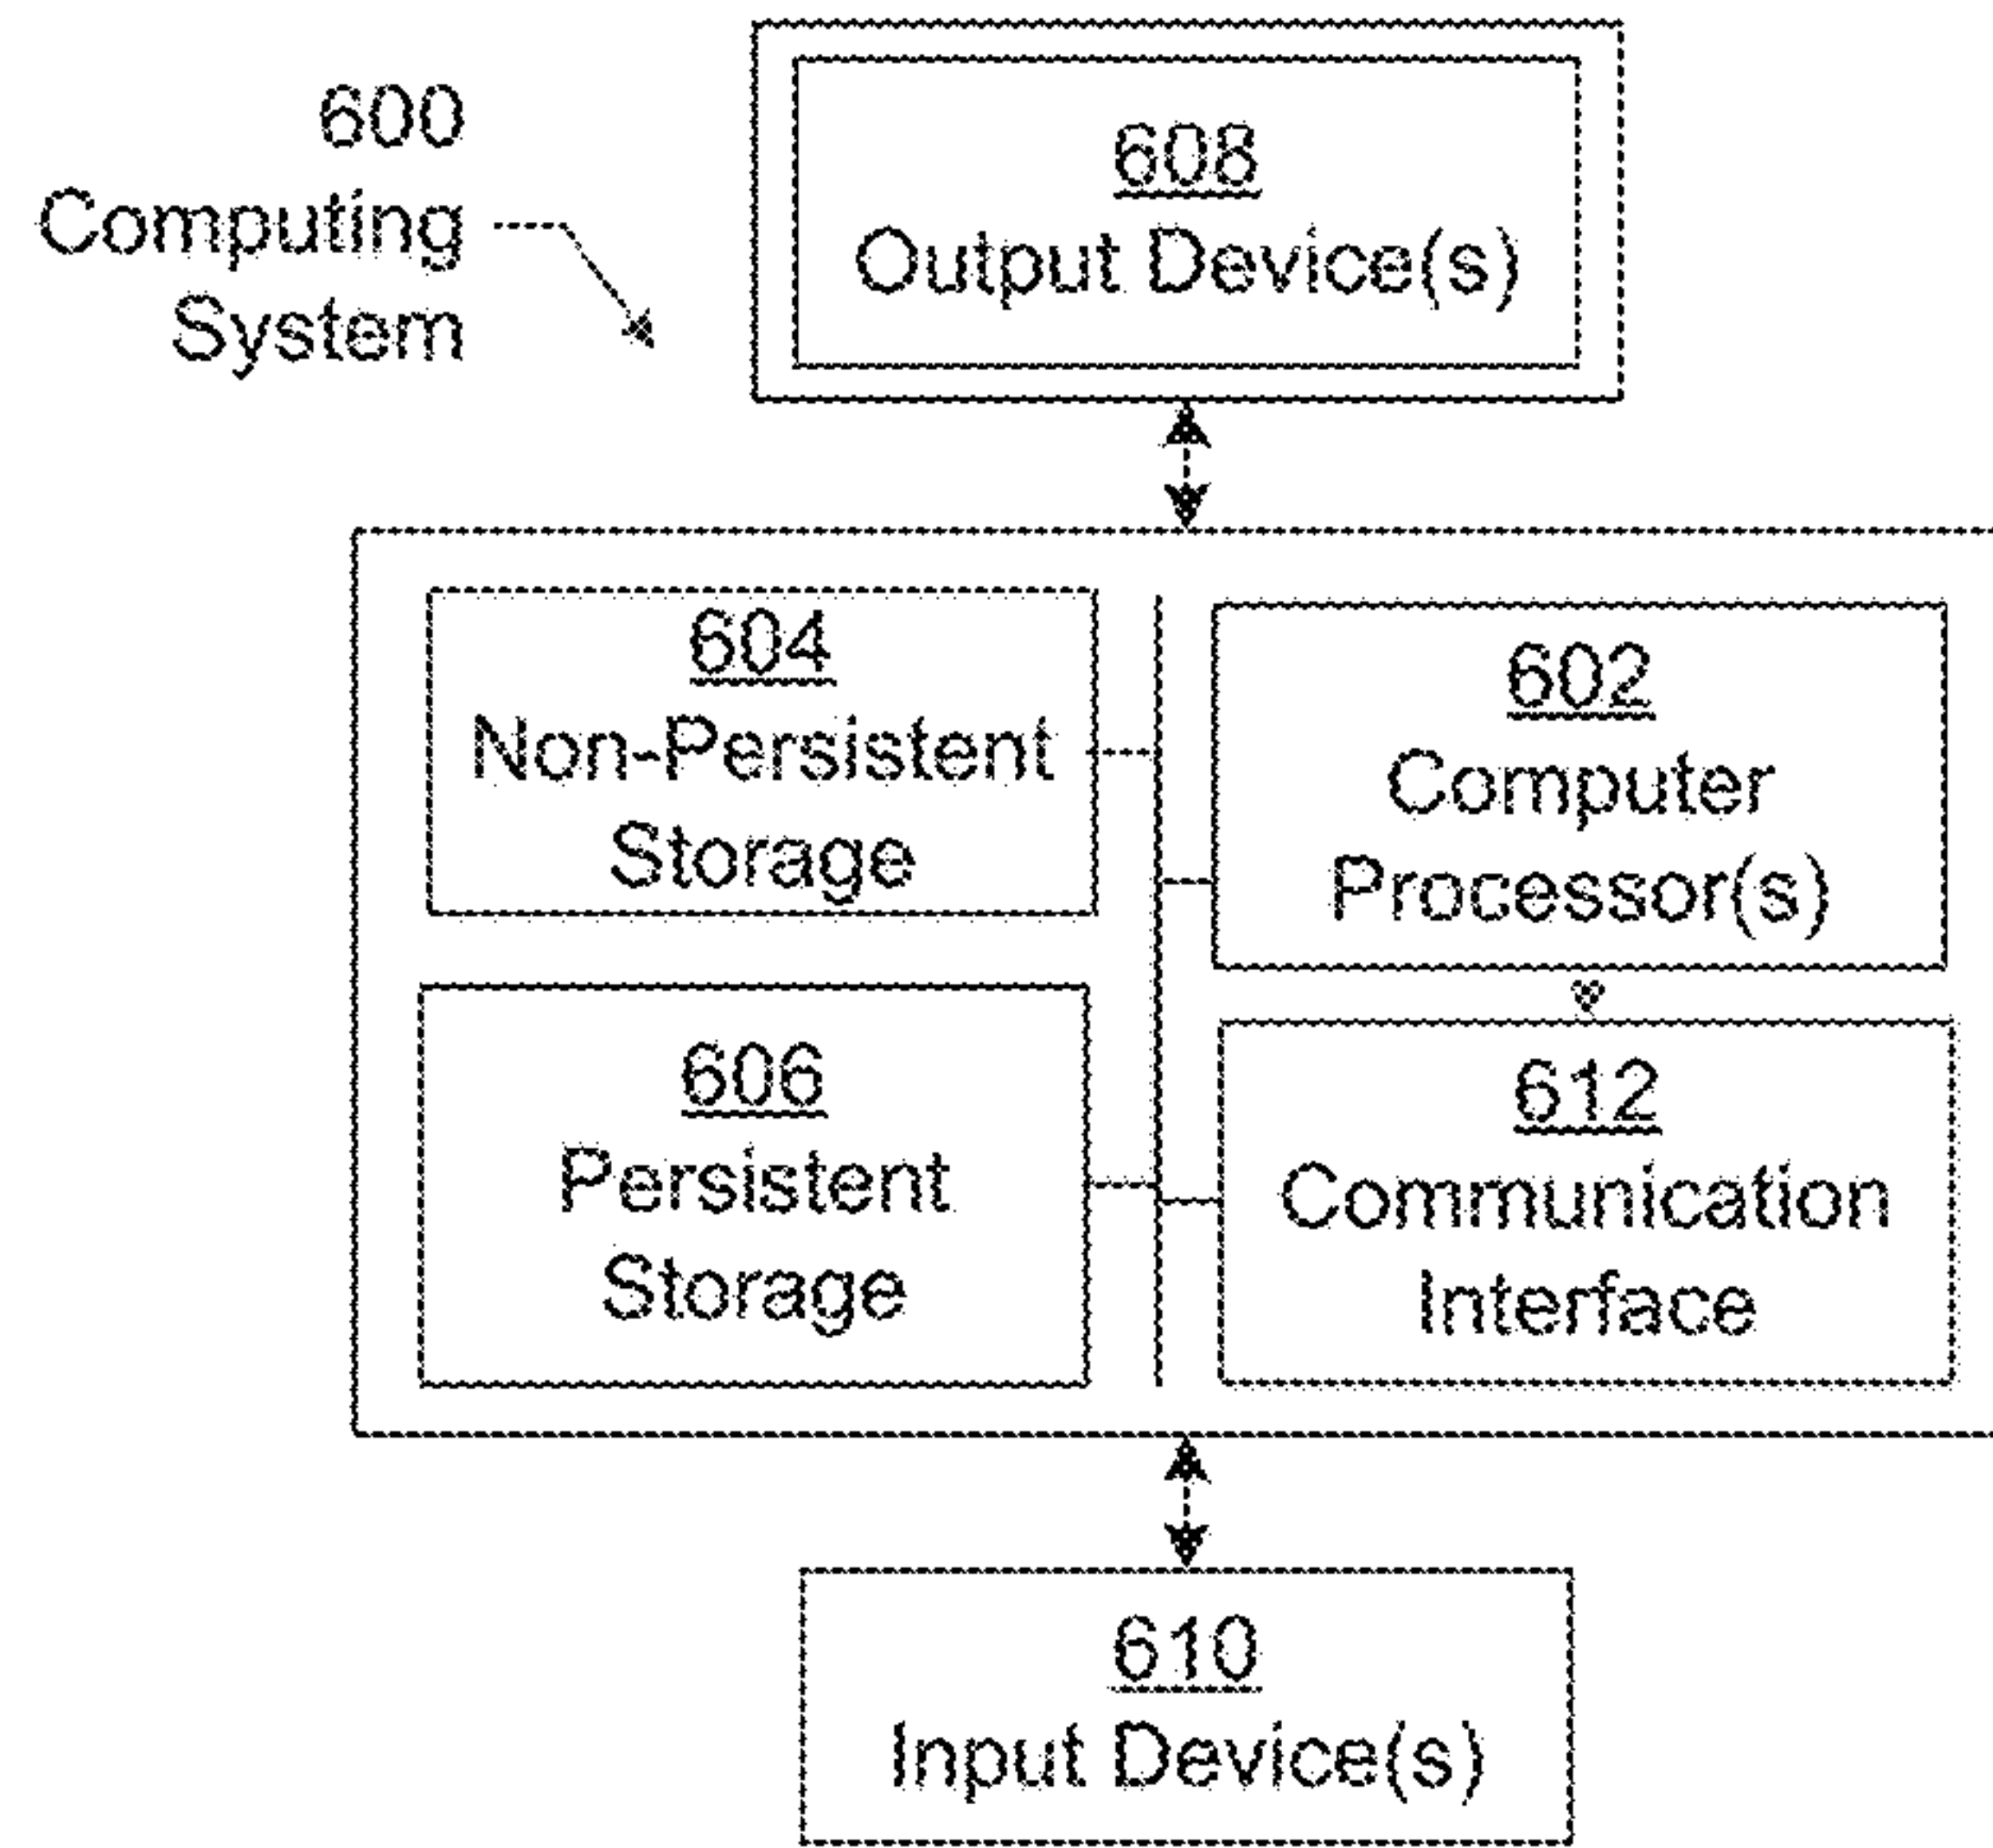 600
Computing
System
608
Output Device(s)
604
Non-Persistent
Storage
602
Computer
Processor(s)
606
Persistent
Storage
612
Communication
Interface
610
Input Device(s)